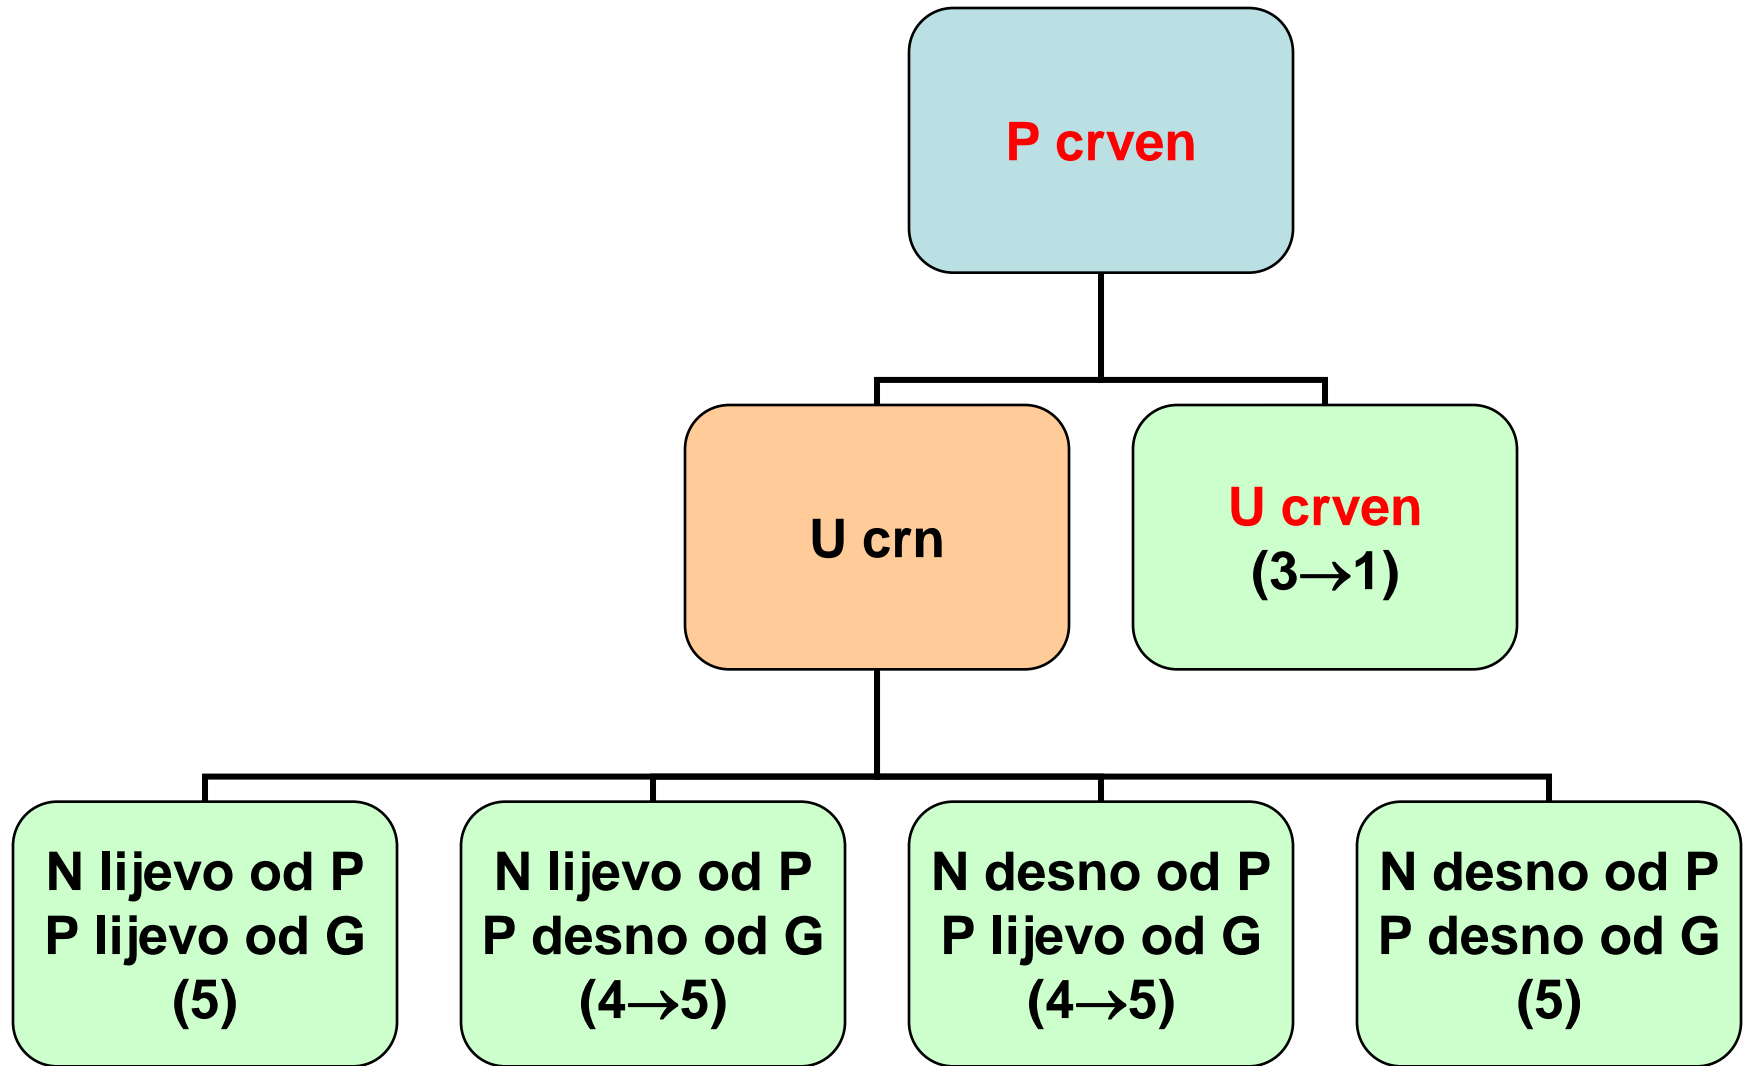 P crven
U crn
U crven
(3→1)
N lijevo od P
P lijevo od G
(5)
N lijevo od P
P desno od G
(4→5)
N desno od P
P lijevo od G
(4→5)
N desno od P
P desno od G
(5)